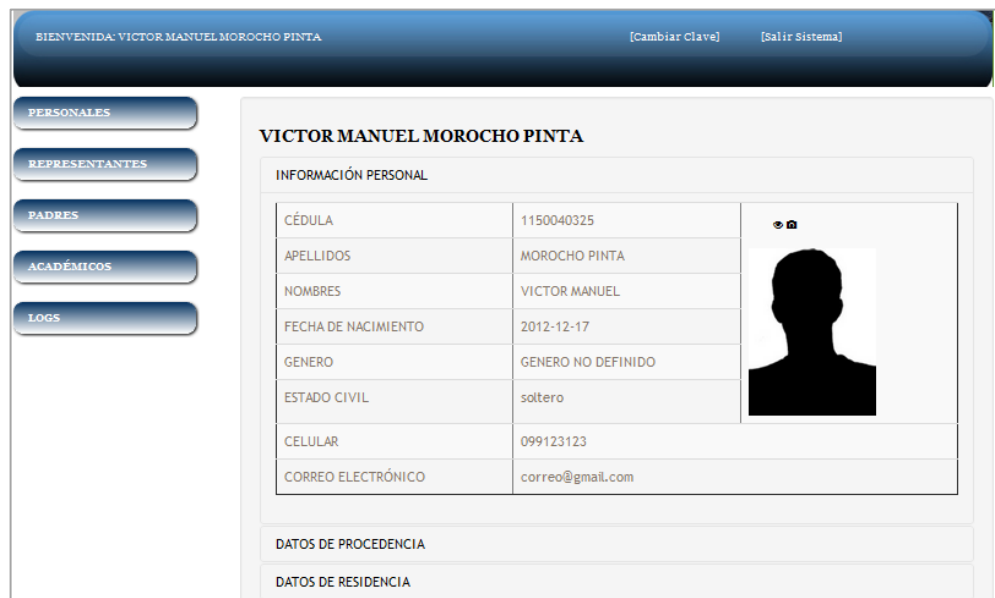 BIENVENIDA: VICTOR MANUEL MOROCHO PINTA [Cambiar Clave] [Salir Sistema]
PERSONALES
REPRESENTANTES
PADRES
ACADÉMICOS
LOGS
VICTOR MANUEL MOROCHO PINTA
INFORMACIÓN PERSONAL
CÉDULA 1150040325
APELLIDOS MOROCHO PINTA
NOMBRES VICTOR MANUEL
FECHA DE NACIMIENTO 2012-12-17
GENERO GENERO NO DEFINIDO
ESTADO CIVIL soltero
CELULAR 099123123
CORREO ELECTRÓNICO correo@gmail.com
DATOS DE PROCEDENCIA
DATOS DE RESIDENCIA